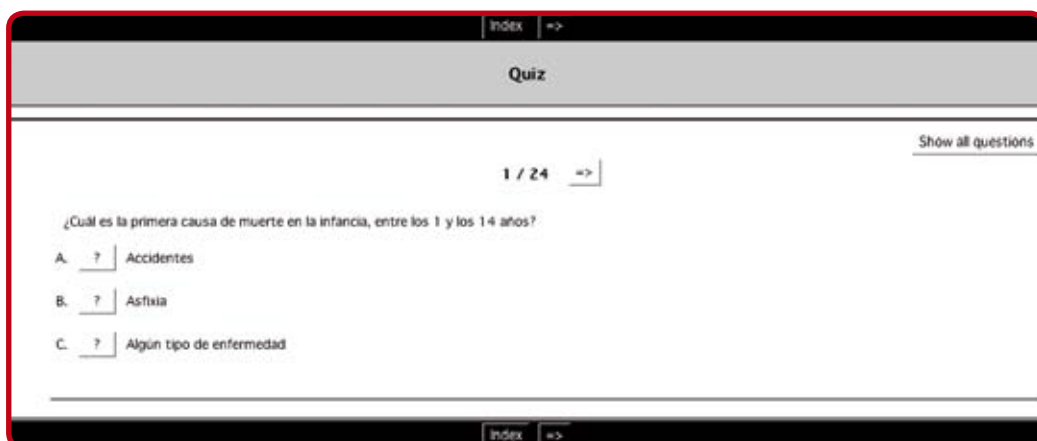 Index =>
Quiz
Show all questions
1 / 24 =>
¿Cuál es la primera causa de muerte en la infancia, entre los 1 y los 14 años?
A. ? Accidentes
B. ? Asfixia
C. ? Algún tipo de enfermedad
Index =>